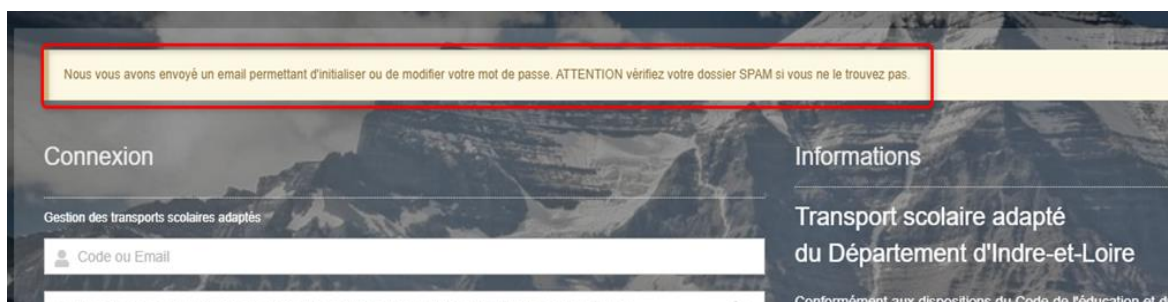 Nous vous avons envoyé un email permettant d'initialiser ou de modifier votre mot de passe. ATTENTION vérifiez votre dossier SPAM si vous ne le trouvez pas.
Connexion
Informations
Gestion des transports scolaires adaptés
Transport scolaire adapté
du Département d'Indre-et-Loire
Code ou Email
Conformément aux dispositions du Code de l'éducation et d